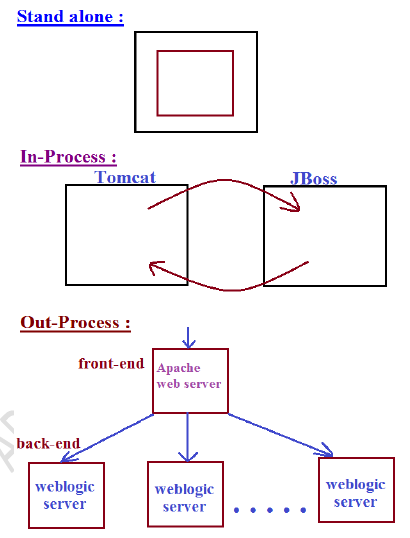 Stand alone :
In-Process :
Tomcat
JBoss
Out-Process :
front-end
Apache
web server
back-end
weblogic
server
weblogic
server
weblogic
server